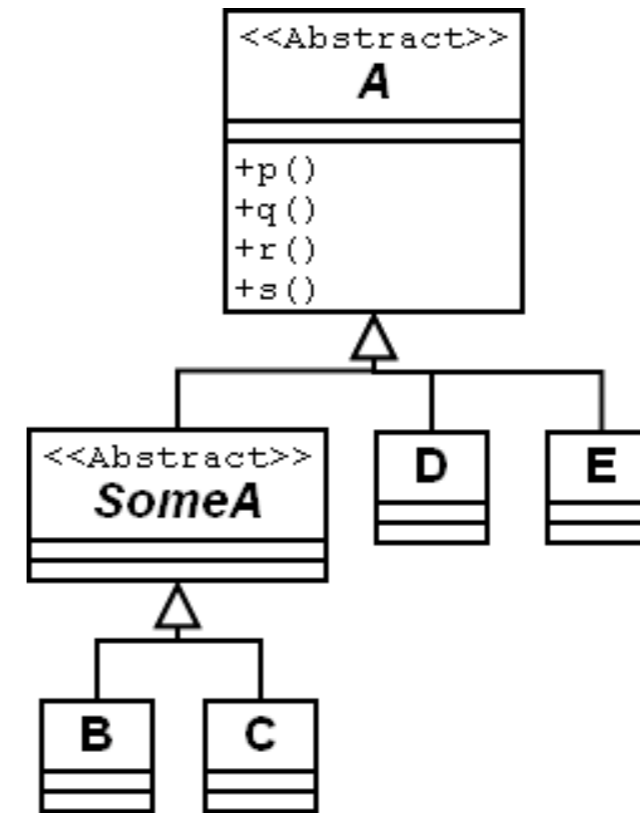 <<Abstract>>
A
+p()
+q()
+r()
+s()
<<Abstract>>
SomeA
D
E
B
C